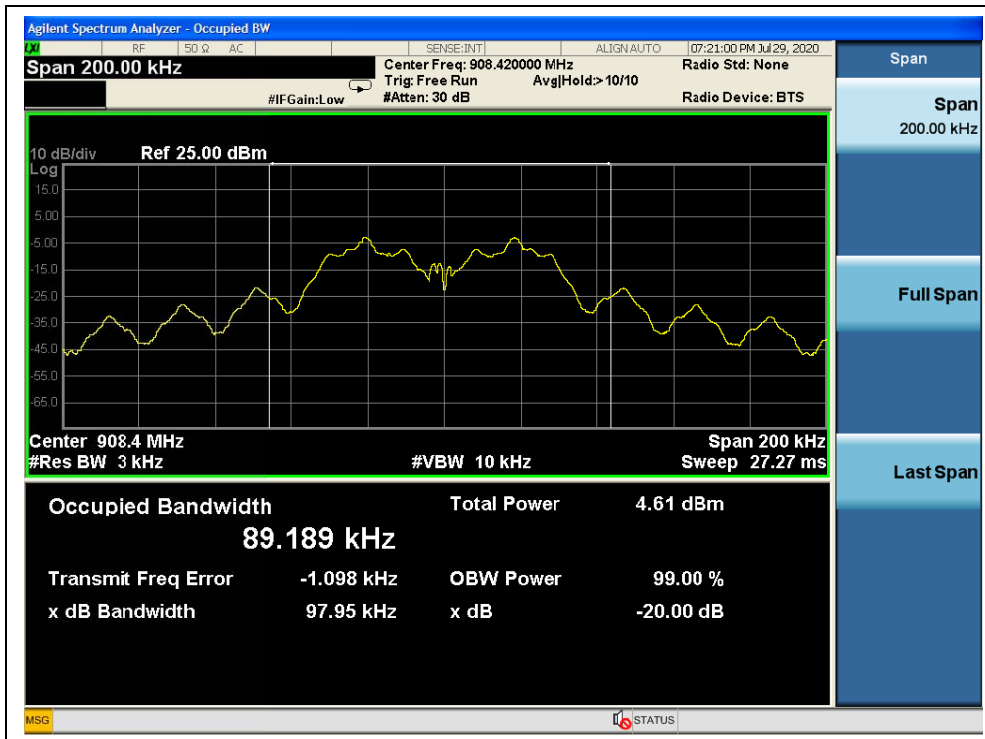 Agilent Spectrum Analyzer - Occupied BW
LXI RF 50 Ω AC SENSE:INT ALIGN AUTO 07:21:00 PM Jul 29, 2020
Span 200.00 kHz
Center Freq: 908.420000 MHz
Radio Std: None
Trig: Free Run Avg|Hold:>10/10
#IFGain:Low
#Atten: 30 dB
Radio Device: BTS
10 dB/div Ref 25.00 dBm
Log
15.0
5.00
-5.00
-15.0
-25.0
-35.0
-45.0
-55.0
-65.0
Center 908.4 MHz Span 200 kHz
#Res BW 3 kHz #VBW 10 kHz Sweep 27.27 ms
Occupied Bandwidth Total Power 4.61 dBm
89.189 kHz
Transmit Freq Error -1.098 kHz OBW Power 99.00 %
x dB Bandwidth 97.95 kHz x dB -20.00 dB
Span
Span
200.00 kHz
Full Span
Last Span
MSG STATUS